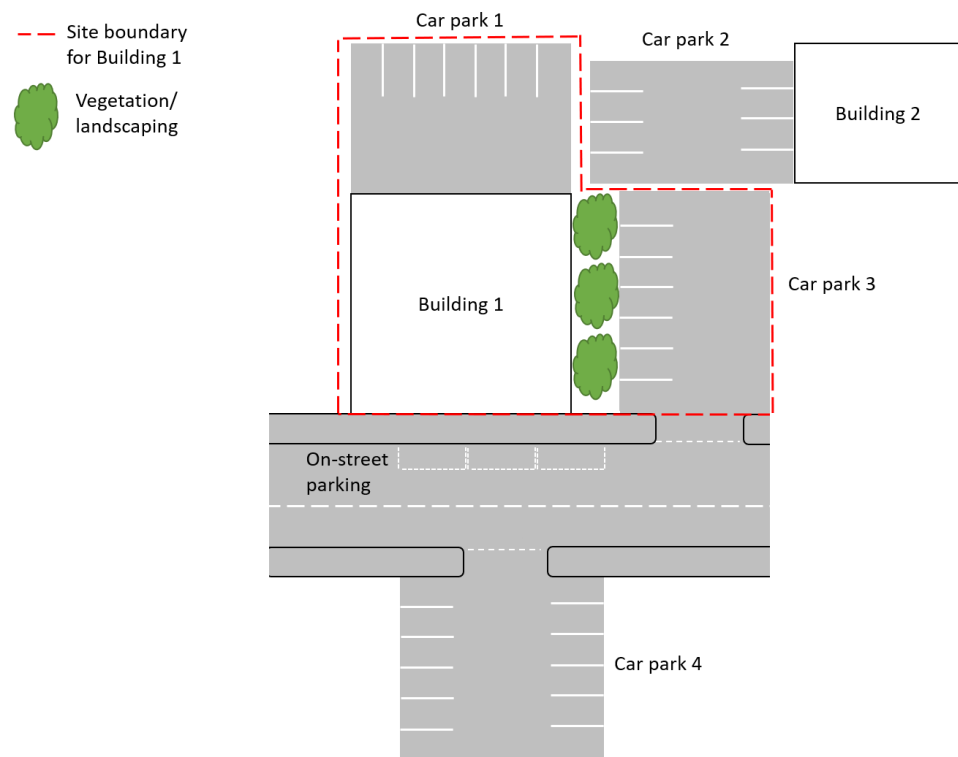 Site boundary
for Building 1
Vegetation/
landscaping
Car park 1
Car park 2
Building 2
Car park 3
Building 1
On-street
parking
Car park 4